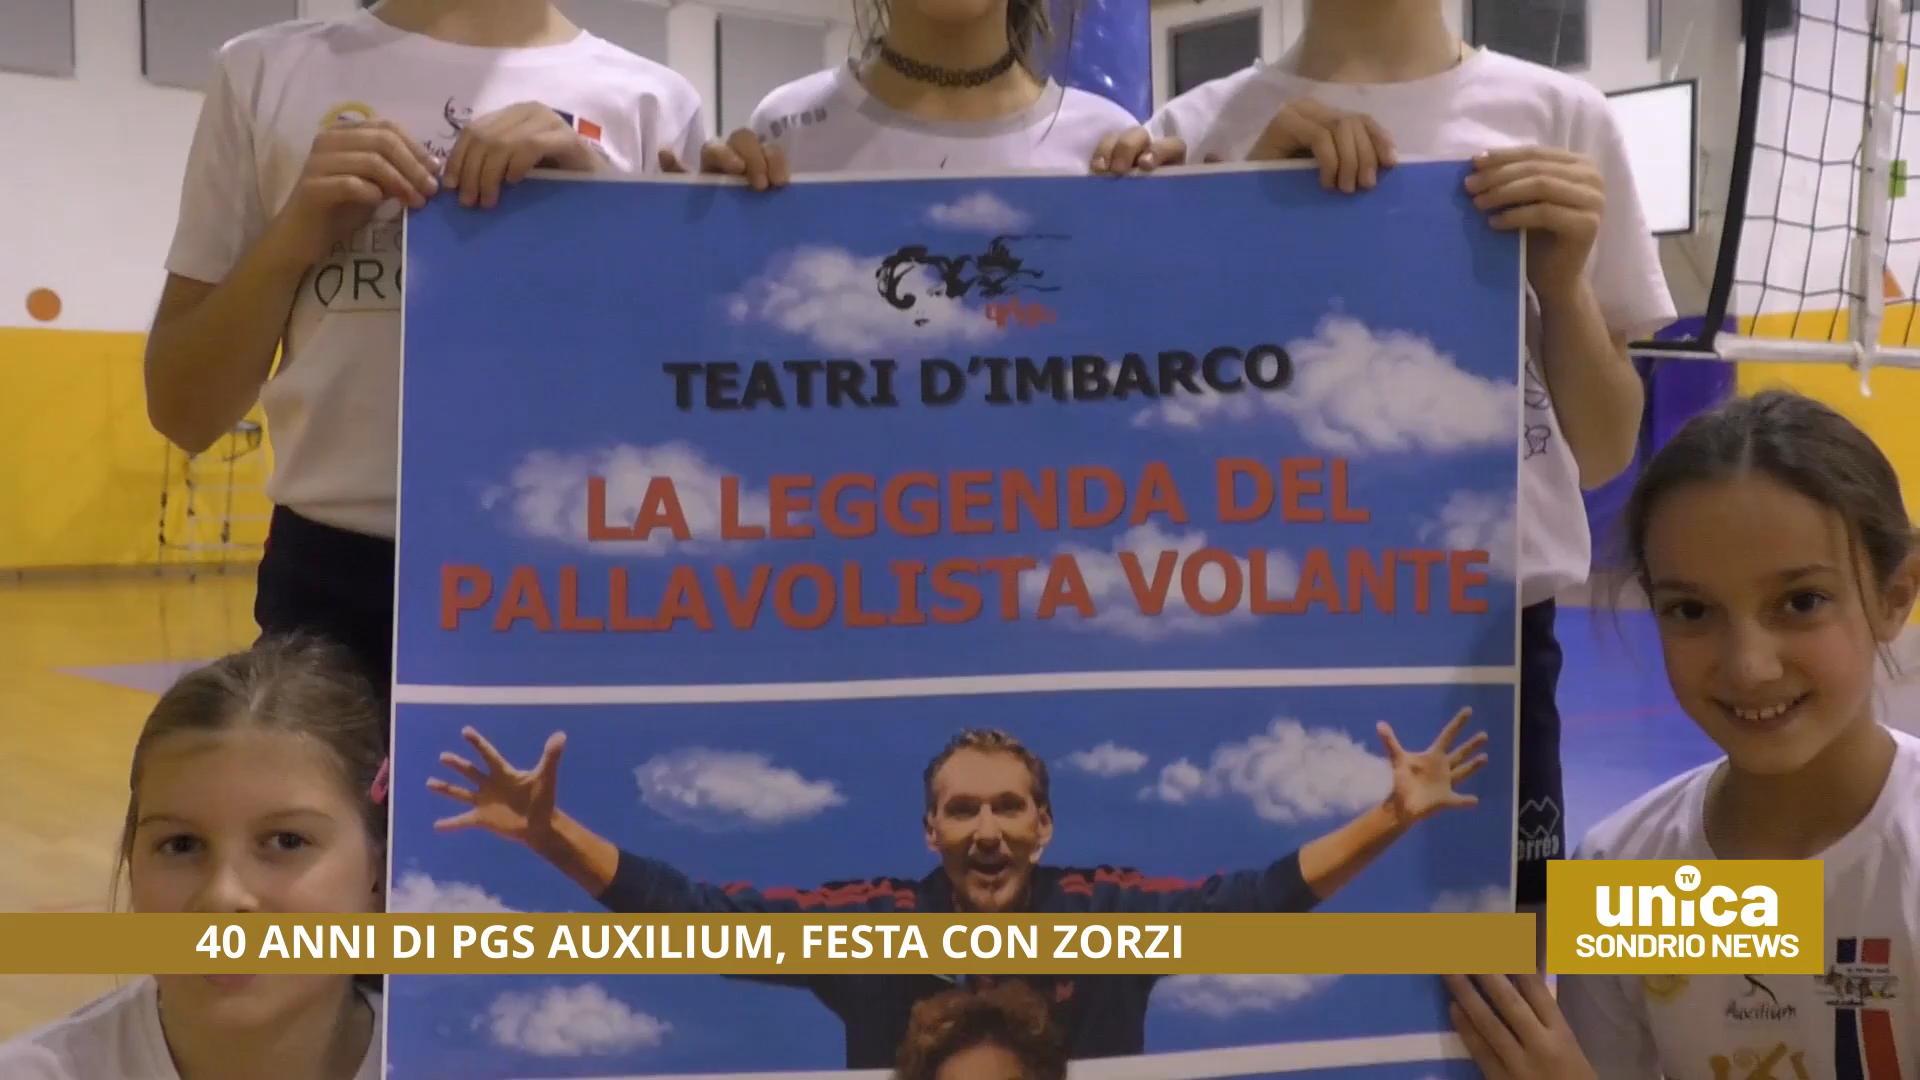 TEATRI D'IMBARCO
LA LEGGENDA DEL
PALLAVOLISTA VOLANTE
40 ANNI DI PGS AUXILIUM, FESTA CON ZORZI
unica TV
SONDRIO NEWS
Auxilium